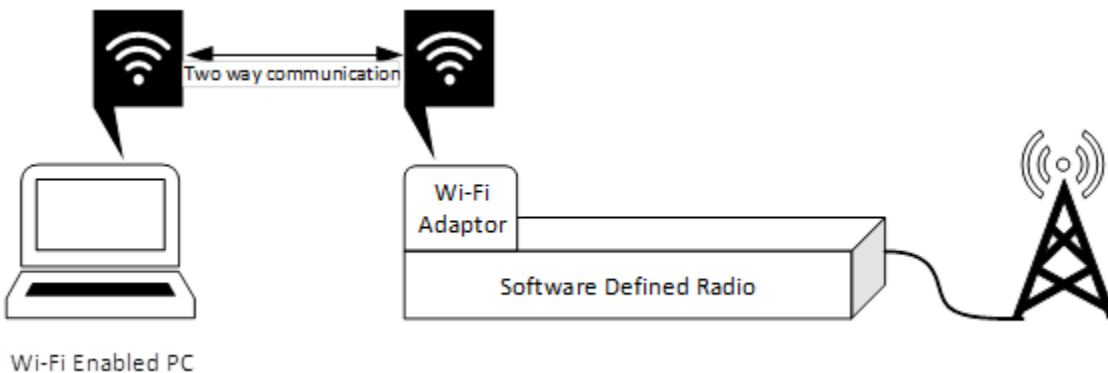 Two way communication
Wi-Fi
Adaptor
Software Defined Radio
Wi-Fi Enabled PC